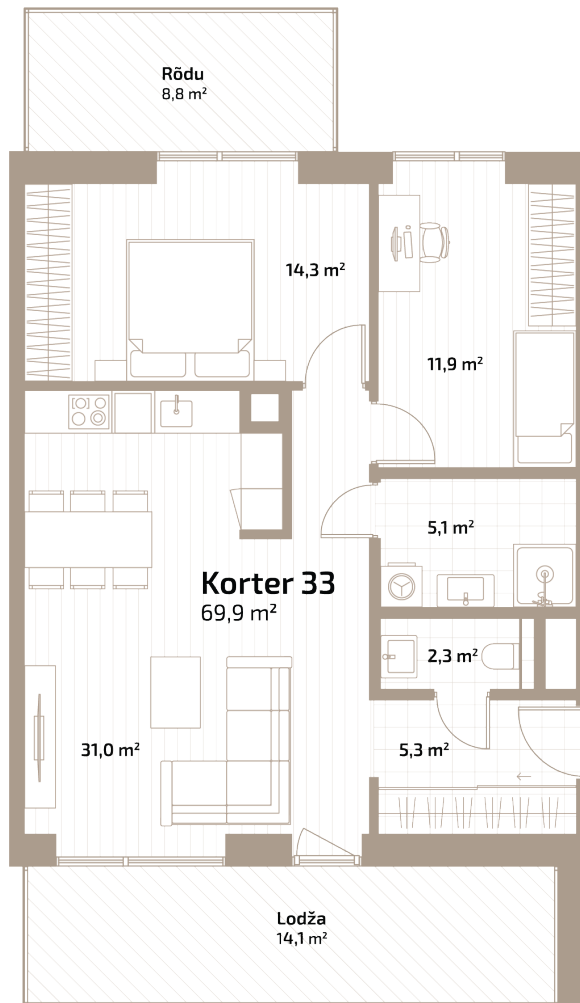 Rõdu
8,8 m²
14,3 m²
11,9 m²
5,1 m²
Korter 33
69,9 m²
2,3 m²
31,0 m²
5,3 m²
Lodža
14,1 m²